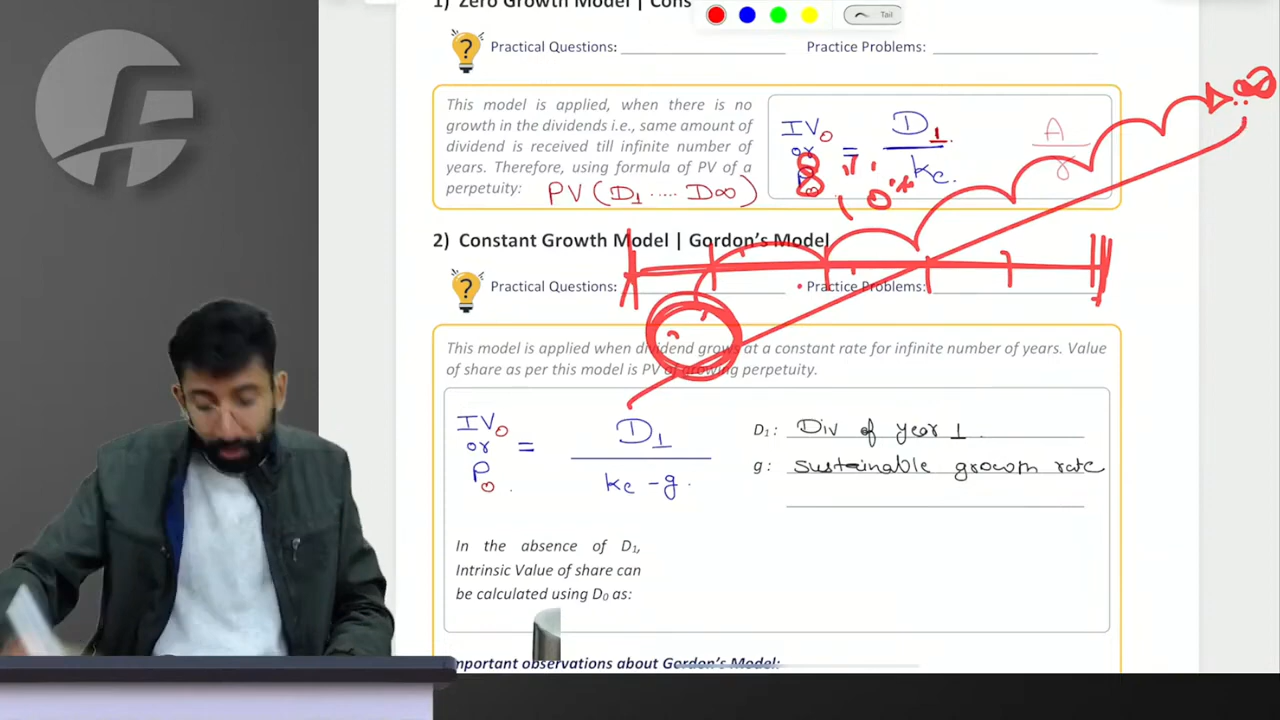 1) Zero Growth Model | Cons
Tail
Practical Questions: Practice Problems:
This model is applied, when there is no
growth in the dividends i.e., same amount of
dividend is received till infinite number of
years. Therefore, using formula of PV of a
perpetuity: PV (D1 ..... D∞)
IV0
or
=
D1
kc
A
r
10%
∞
2) Constant Growth Model | Gordon's Model
Practical Questions: Practice Problems:
This model is applied when dividend grows at a constant rate for infinite number of years. Value
of share as per this model is PV of growing perpetuity.
IV0
or
P0
=
D1
kc - g
D1: Div of year 1
g: sustainable growth rate
In the absence of D1,
Intrinsic Value of share can
be calculated using D0 as:
mportant observations about Gordon's Model: